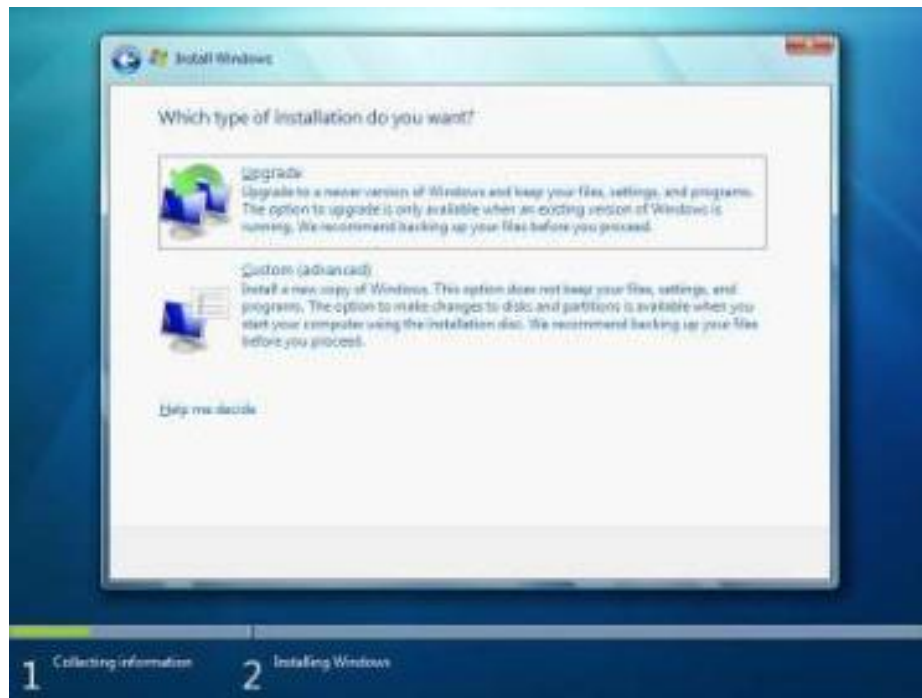 Install Windows
Which type of installation do you want?
Upgrade
Upgrade to a newer version of Windows and keep your files, settings, and programs.
The option to upgrade is only available when an existing version of Windows is
running. We recommend backing up your files before you proceed.
Custom (advanced)
Install a new copy of Windows. This option does not keep your files, settings, and
programs. The option to make changes to disks and partitions is available when you
start your computer using the installation disc. We recommend backing up your files
before you proceed.
Help me decide
1 Collecting information 2 Installing Windows